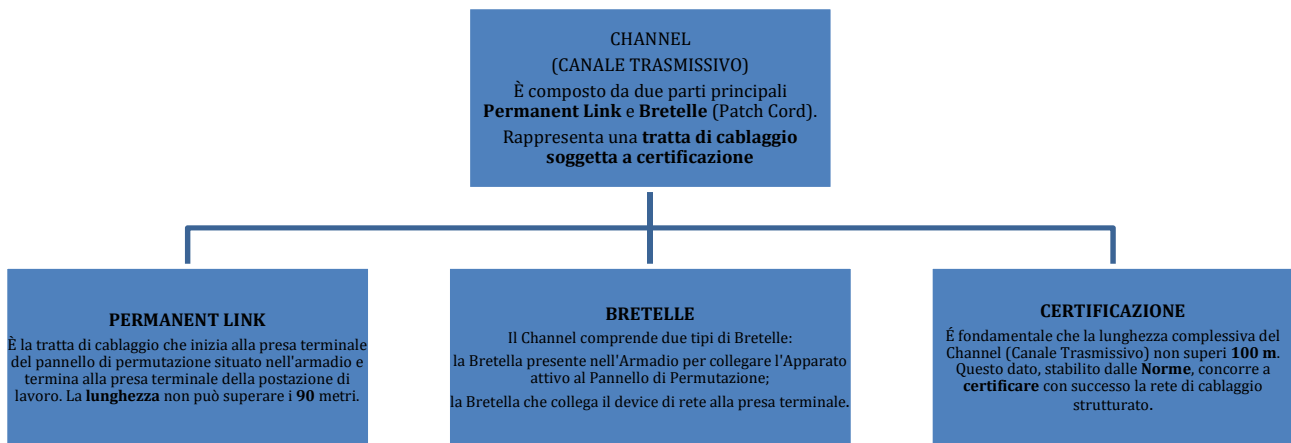 CHANNEL
(CANALE TRASMISSIVO)
È composto da due parti principali
Permanent Link e Bretelle (Patch Cord).
Rappresenta una tratta di cablaggio
soggetta a certificazione
PERMANENT LINK
È la tratta di cablaggio che inizia alla presa terminale
del pannello di permutazione situato nell'armadio e
termina alla presa terminale della postazione di
lavoro. La lunghezza non può superare i 90 metri.
BRETELLE
Il Channel comprende due tipi di Bretelle:
la Bretella presente nell'Armadio per collegare l'Apparato
attivo al Pannello di Permutazione;
la Bretella che collega il device di rete alla presa terminale.
CERTIFICAZIONE
É fondamentale che la lunghezza complessiva del
Channel (Canale Trasmissivo) non superi 100 m.
Questo dato, stabilito dalle Norme, concorre a
certificare con successo la rete di cablaggio
strutturato.